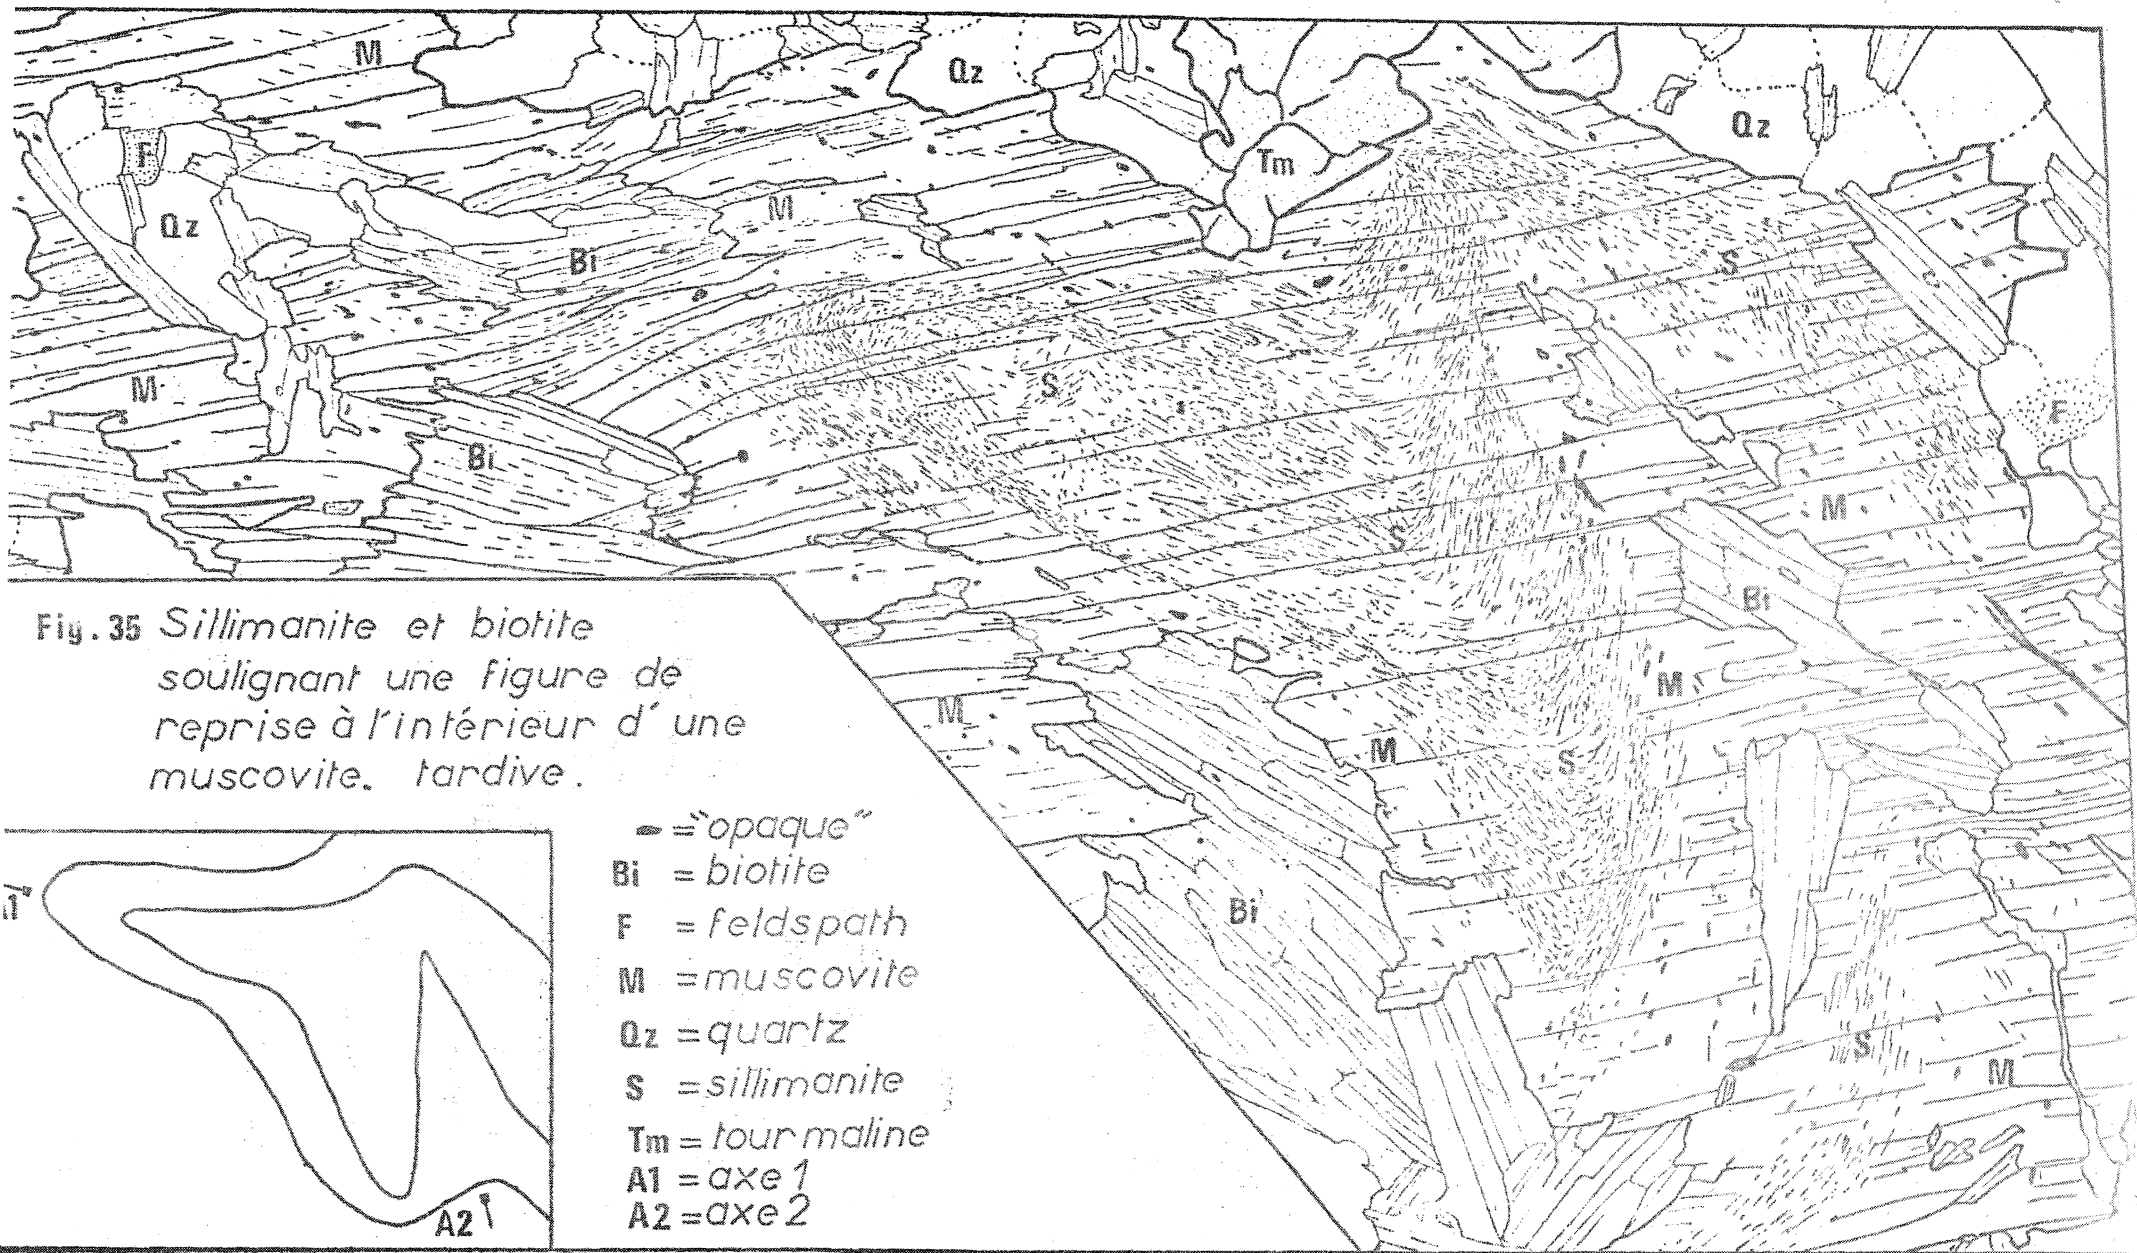 M
Qz
Qz
F
Tm
M
Qz
Bi
S
M
S
F
Bi
M
S
Bi
Fig. 35 Sillimanite et biotite
soulignant une figure de
reprise à l'intérieur d'une
muscovite. tardive.
M
M
M
S
= "opaque"
Bi = biotite
F = feldspath
M = muscovite
Qz = quartz
S = sillimanite
Tm = tourmaline
A1 = axe 1
A2 = axe 2
Bi
S
M
A2